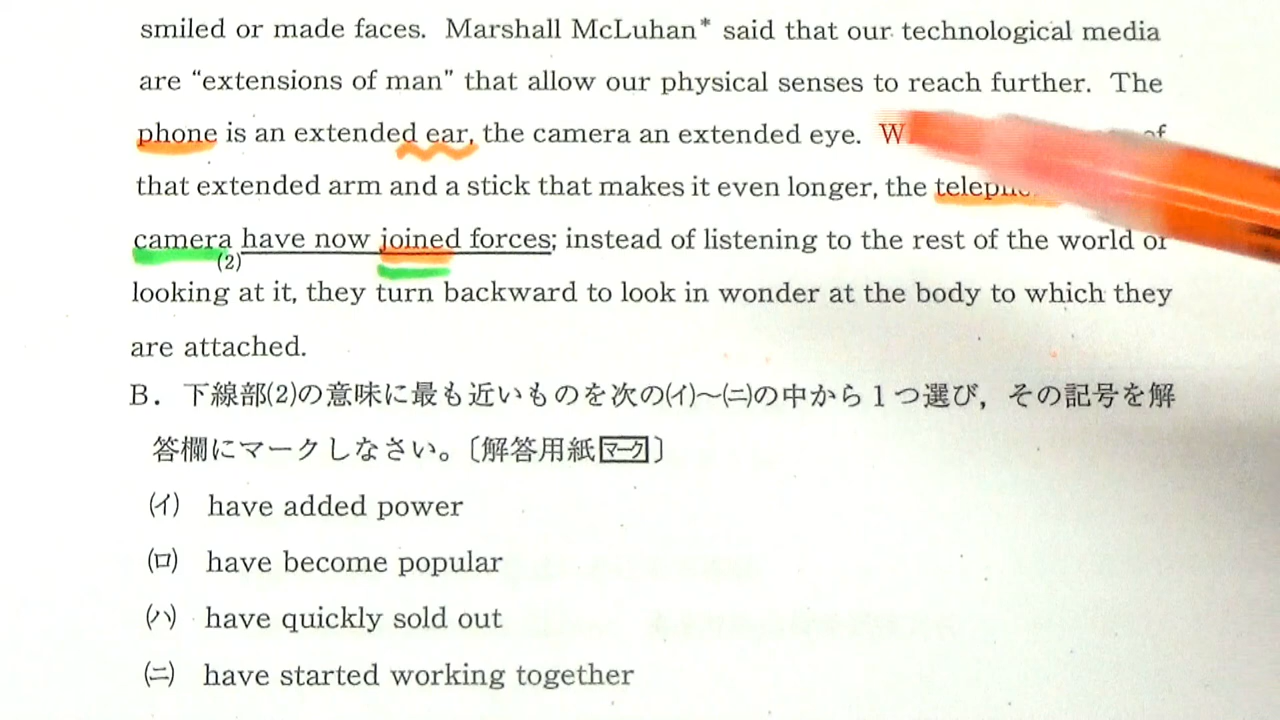 smiled or made faces. Marshall McLuhan* said that our technological media
are “extensions of man” that allow our physical senses to reach further. The
phone is an extended ear, the camera an extended eye. of
that extended arm and a stick that makes it even longer, the
camera have now joined forces; instead of listening to the rest of the world or
(2)
looking at it, they turn backward to look in wonder at the body to which they
are attached.
B. 下線部(2)の意味に最も近いものを次の(イ)～(ニ)の中から1つ選び，その記号を解
答欄にマークしなさい。〔解答用紙マーク〕
(イ) have added power
(ロ) have become popular
(ハ) have quickly sold out
(ニ) have started working together